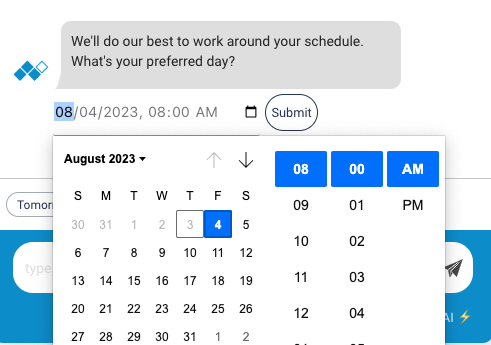 We'll do our best to work around your schedule.
What's your preferred day?
08/04/2023, 08:00 AM Submit
August 2023
08 00 AM
S M T W T F S
09 01 PM
30 31 1 2 3 4 5
10 02
6 7 8 9 10 11 12
11 03
13 14 15 16 17 18 19
12 04
20 21 22 23 24 25 26
27 28 29 30 31 1 2
Tomor
type
AI ⚡